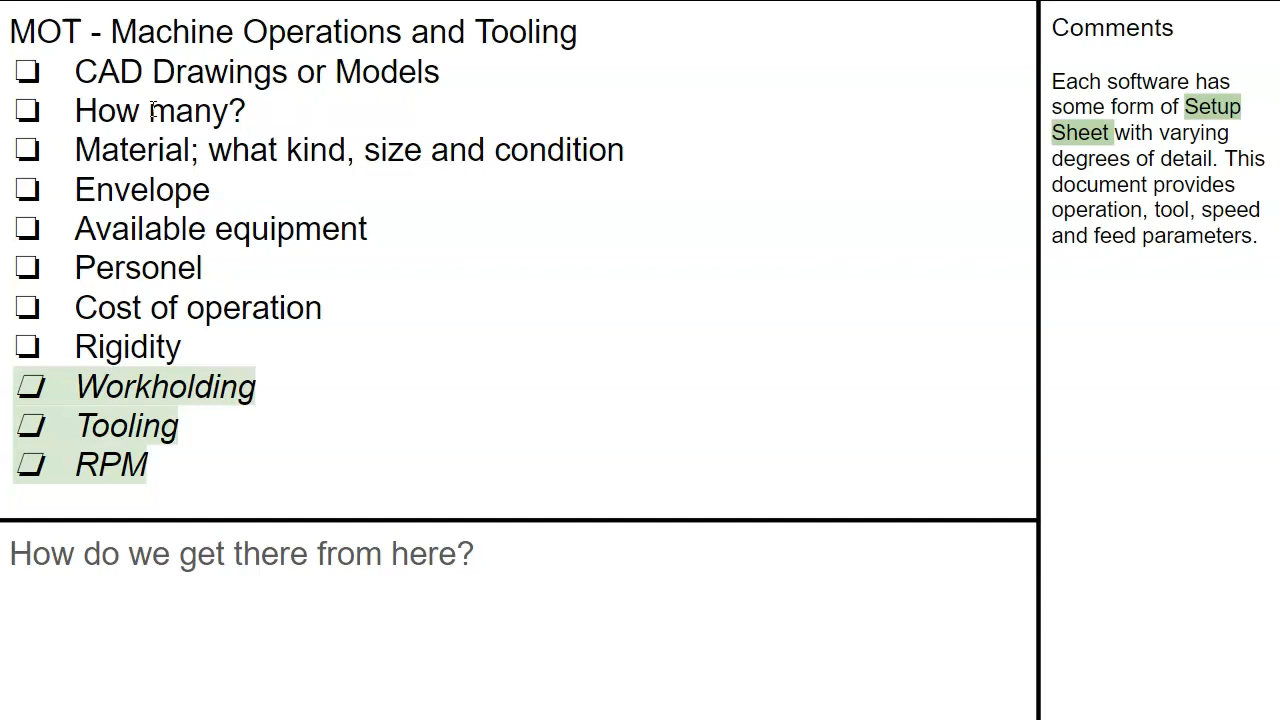 MOT - Machine Operations and Tooling
❏ CAD Drawings or Models
❏ How many?
❏ Material; what kind, size and condition
❏ Envelope
❏ Available equipment
❏ Personel
❏ Cost of operation
❏ Rigidity
❏ Workholding
❏ Tooling
❏ RPM
How do we get there from here?
Comments
Each software has
some form of Setup
Sheet with varying
degrees of detail. This
document provides
operation, tool, speed
and feed parameters.